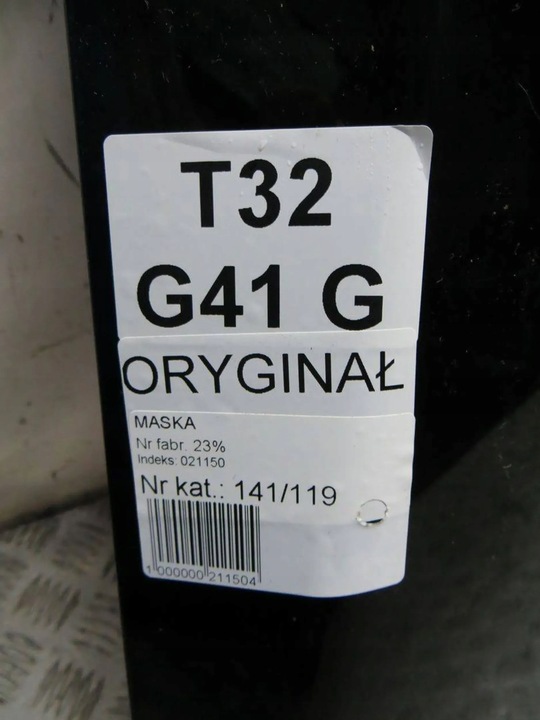 T32
G41 G
ORYGINAŁ
MASKA
Nr fabr. 23%
Indeks: 021150
Nr kat.: 141/119
1 000000 211504